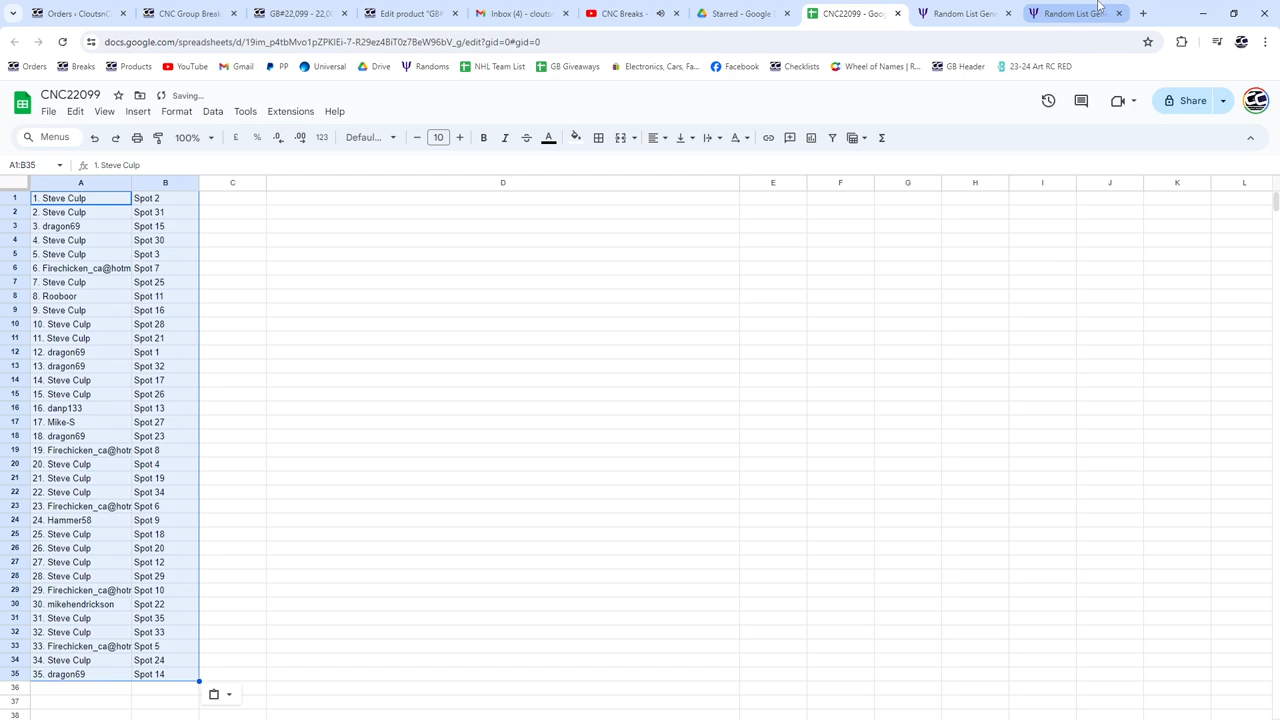 Orders · Cloutsn
CNC Group Break
GB#22,099 - 22,0
Edit product "GB
Inbox (4) - clouts
CNC Breaks -
Starred - Google
CNC22099 - Goo
Random List Gene
Random List Gen
docs.google.com/spreadsheets/d/19im_p4tbMvo1pZPKIEi-7-R29ez4BiT0z7BeW96bV_g/edit?gid=0#gid=0
Orders Breaks Products YouTube Gmail PP Universal Drive Randoms NHL Team List GB Giveaways Electronics, Cars, Fa... Facebook Checklists Wheel of Names | R... GB Header 23-24 Art RC RED
CNC22099 Saving...
File Edit View Insert Format Data Tools Extensions Help
Share
Menus 100% £ % .0 .00 123 Defaul... 10 B I A
A1:B35 1. Steve Culp
A B C D E F G H I J K L
1 1. Steve Culp Spot 2
2 2. Steve Culp Spot 31
3 3. dragon69 Spot 15
4 4. Steve Culp Spot 30
5 5. Steve Culp Spot 3
6 6. Firechicken_ca@hotm Spot 7
7 7. Steve Culp Spot 25
8 8. Rooboor Spot 11
9 9. Steve Culp Spot 16
10 10. Steve Culp Spot 28
11 11. Steve Culp Spot 21
12 12. dragon69 Spot 1
13 13. dragon69 Spot 32
14 14. Steve Culp Spot 17
15 15. Steve Culp Spot 26
16 16. danp133 Spot 13
17 17. Mike-S Spot 27
18 18. dragon69 Spot 23
19 19. Firechicken_ca@hotr Spot 8
20 20. Steve Culp Spot 4
21 21. Steve Culp Spot 19
22 22. Steve Culp Spot 34
23 23. Firechicken_ca@hotr Spot 6
24 24. Hammer58 Spot 9
25 25. Steve Culp Spot 18
26 26. Steve Culp Spot 20
27 27. Steve Culp Spot 12
28 28. Steve Culp Spot 29
29 29. Firechicken_ca@hotr Spot 10
30 30. mikehendrickson Spot 22
31 31. Steve Culp Spot 35
32 32. Steve Culp Spot 33
33 33. Firechicken_ca@hotr Spot 5
34 34. Steve Culp Spot 24
35 35. dragon69 Spot 14
36
37
38